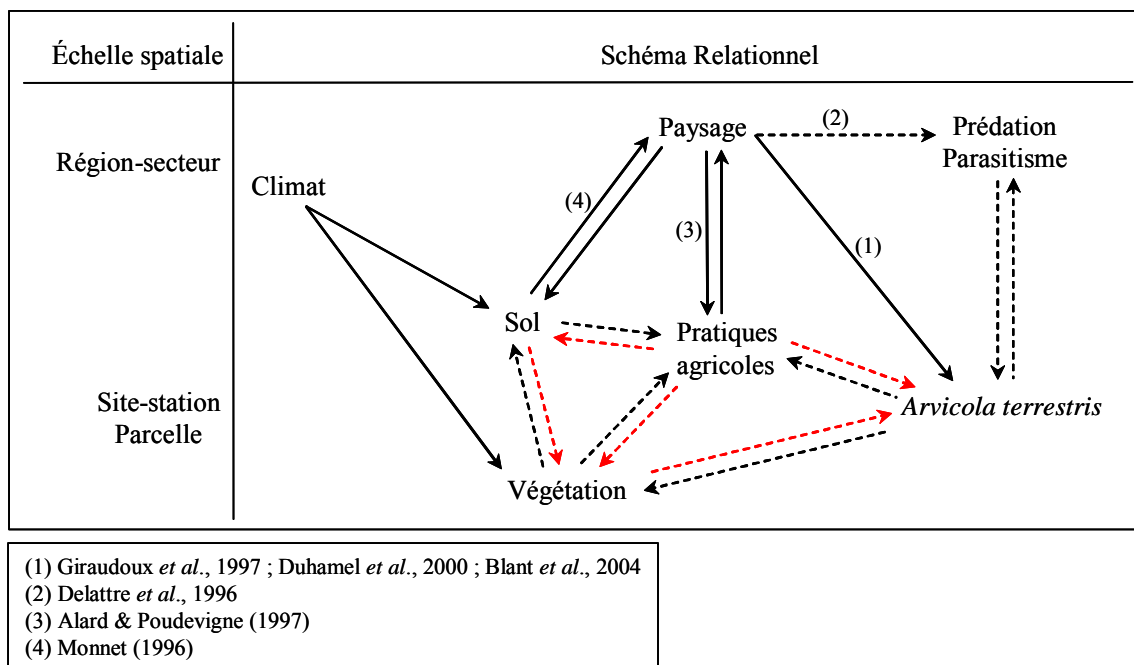 Échelle spatiale
Schéma Relationnel
Région-secteur
Climat
Paysage
(2)
Prédation
Parasitisme
(4)
(3)
(1)
Sol
Pratiques
agricoles
Site-station
Parcelle
Arvicola terrestris
Végétation
(1) Giraudoux et al., 1997 ; Duhamel et al., 2000 ; Blant et al., 2004
(2) Delattre et al., 1996
(3) Alard & Poudevigne (1997)
(4) Monnet (1996)